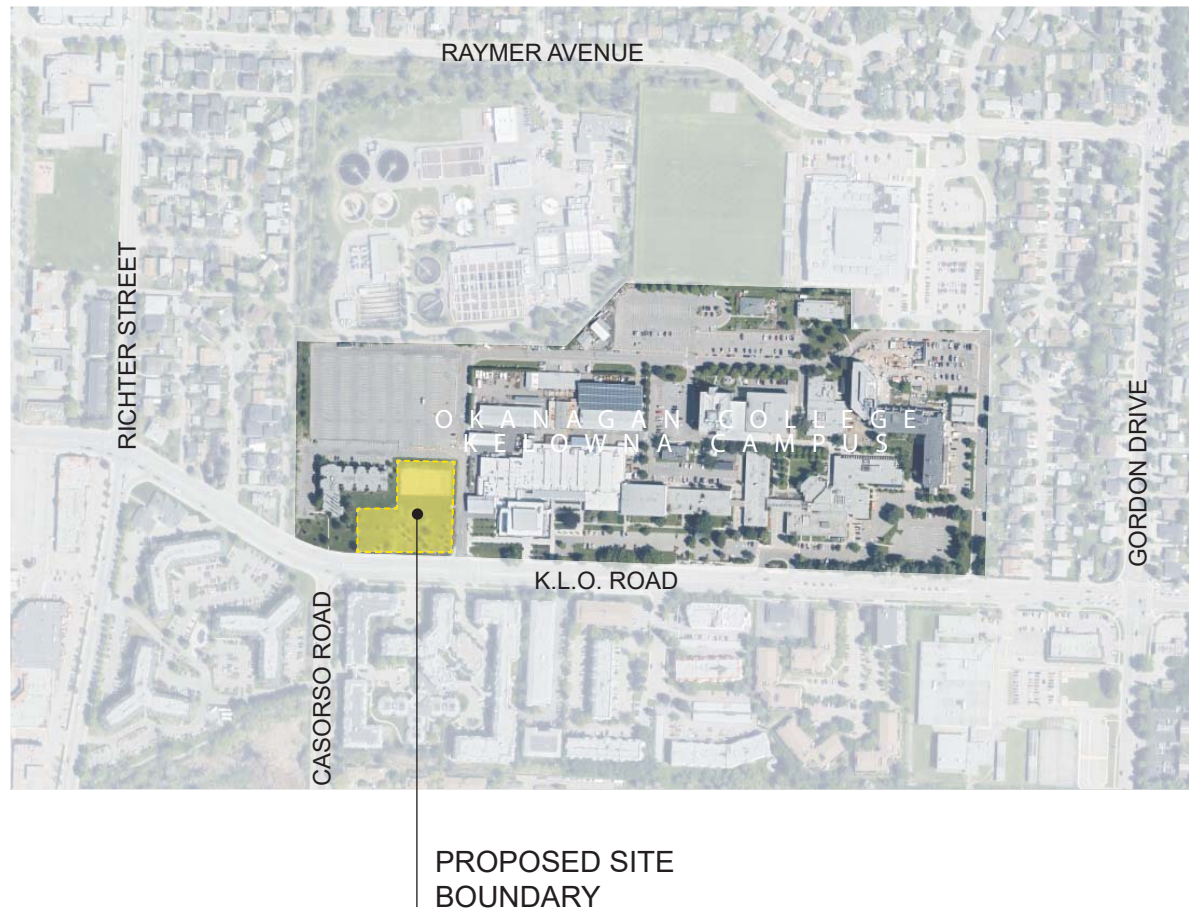 RAYMER AVENUE
RICHTER STREET
OKANAGAN COLLEGE
KELOWNA CAMPUS
GORDON DRIVE
K.L.O. ROAD
CASORSO ROAD
PROPOSED SITE
BOUNDARY